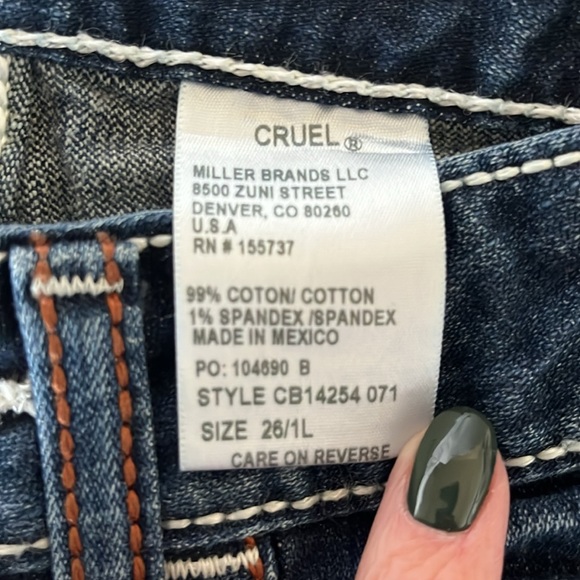 CRUEL®
MILLER BRANDS LLC
8500 ZUNI STREET
DENVER, CO 80260
U.S.A
RN # 155737
99% COTON/ COTTON
1% SPANDEX /SPANDEX
MADE IN MEXICO
PO: 104690 B
STYLE CB14254 071
SIZE 26/1L
CARE ON REVERSE